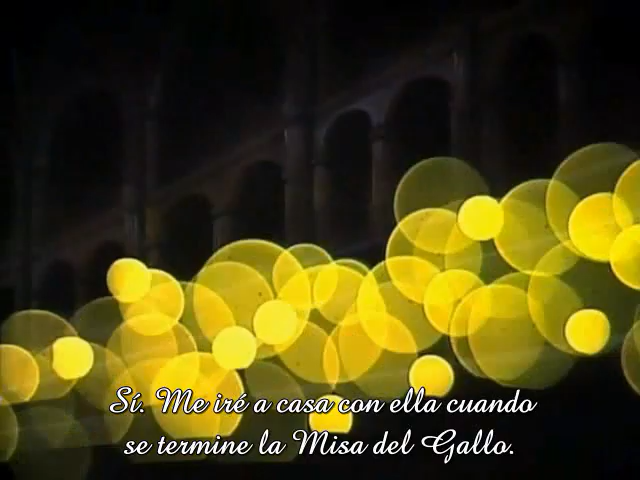 Sí. Me iré a casa con ella cuando
se termine la Misa del Gallo.